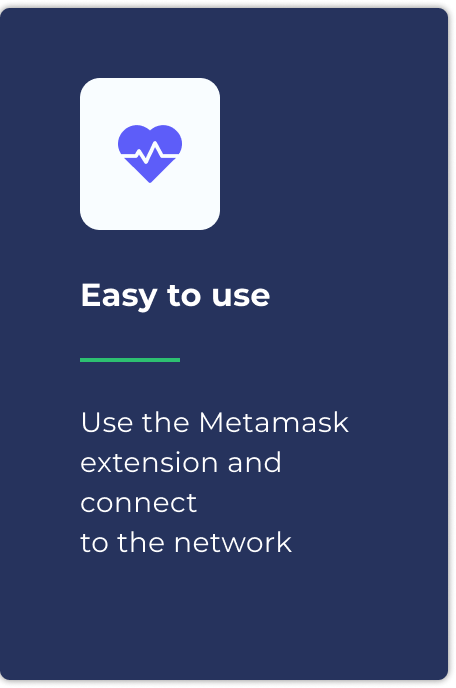 Easy to use
Use the Metamask
extension and
connect
to the network